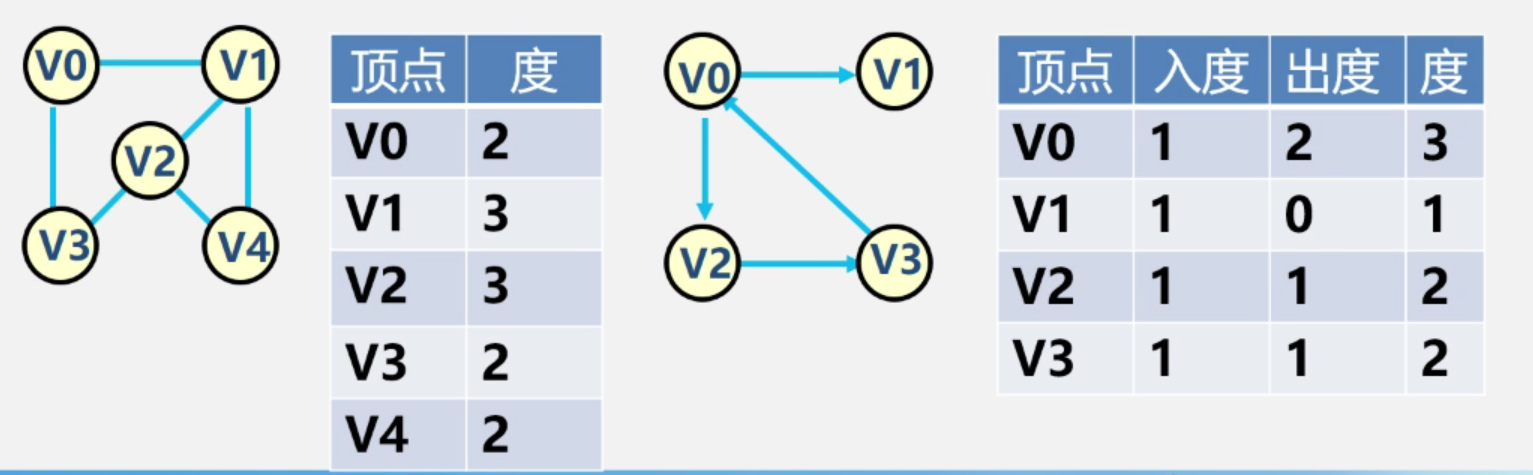 V0 V1
V2
V3 V4
顶点 度
V0 2
V1 3
V2 3
V3 2
V4 2
V0 V1
V2 V3
顶点 入度 出度 度
V0 1 2 3
V1 1 0 1
V2 1 1 2
V3 1 1 2